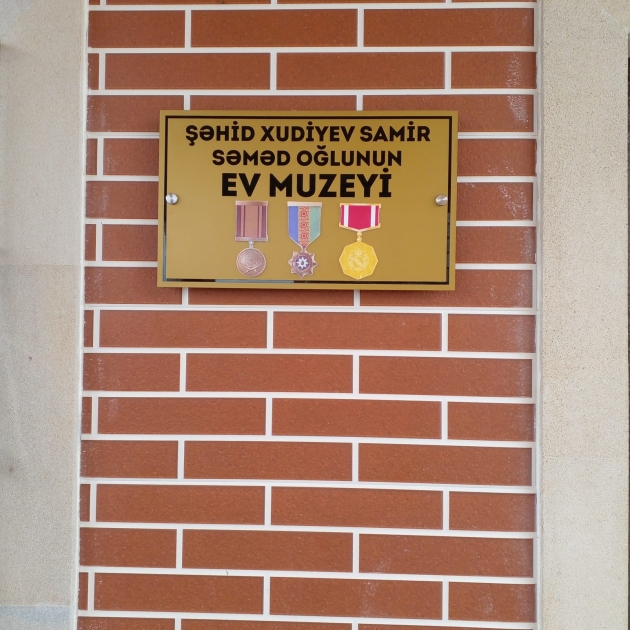 ŞƏHİD XUDİYEV SAMİR
SƏMƏD OĞLUNUN
EV MUZEYİ